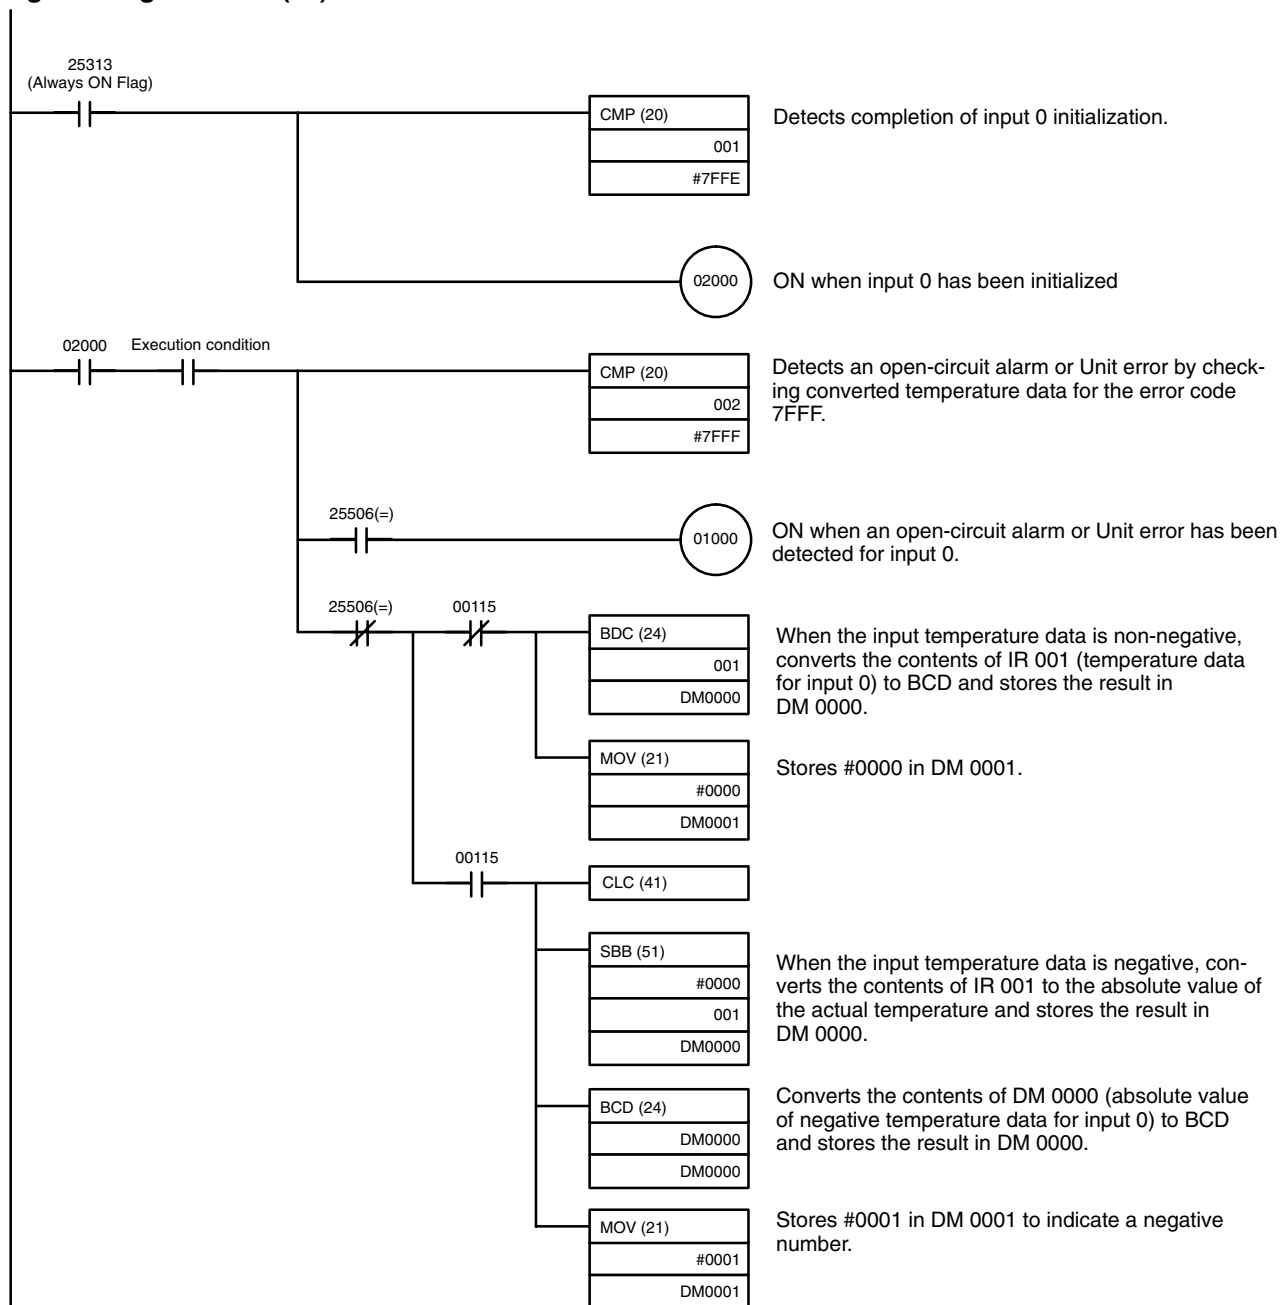 25313
(Always ON Flag)
CMP (20)
001
#7FFE
Detects completion of input 0 initialization.
02000
ON when input 0 has been initialized
02000
Execution condition
CMP (20)
002
#7FFF
Detects an open-circuit alarm or Unit error by check-
ing converted temperature data for the error code
7FFF.
25506(=)
01000
ON when an open-circuit alarm or Unit error has been
detected for input 0.
25506(=)
00115
BDC (24)
001
DM0000
When the input temperature data is non-negative,
converts the contents of IR 001 (temperature data
for input 0) to BCD and stores the result in
DM 0000.
MOV (21)
#0000
DM0001
Stores #0000 in DM 0001.
00115
CLC (41)
SBB (51)
#0000
001
DM0000
When the input temperature data is negative, con-
verts the contents of IR 001 to the absolute value of
the actual temperature and stores the result in
DM 0000.
BCD (24)
DM0000
DM0000
Converts the contents of DM 0000 (absolute value
of negative temperature data for input 0) to BCD
and stores the result in DM 0000.
MOV (21)
#0001
DM0001
Stores #0001 in DM 0001 to indicate a negative
number.